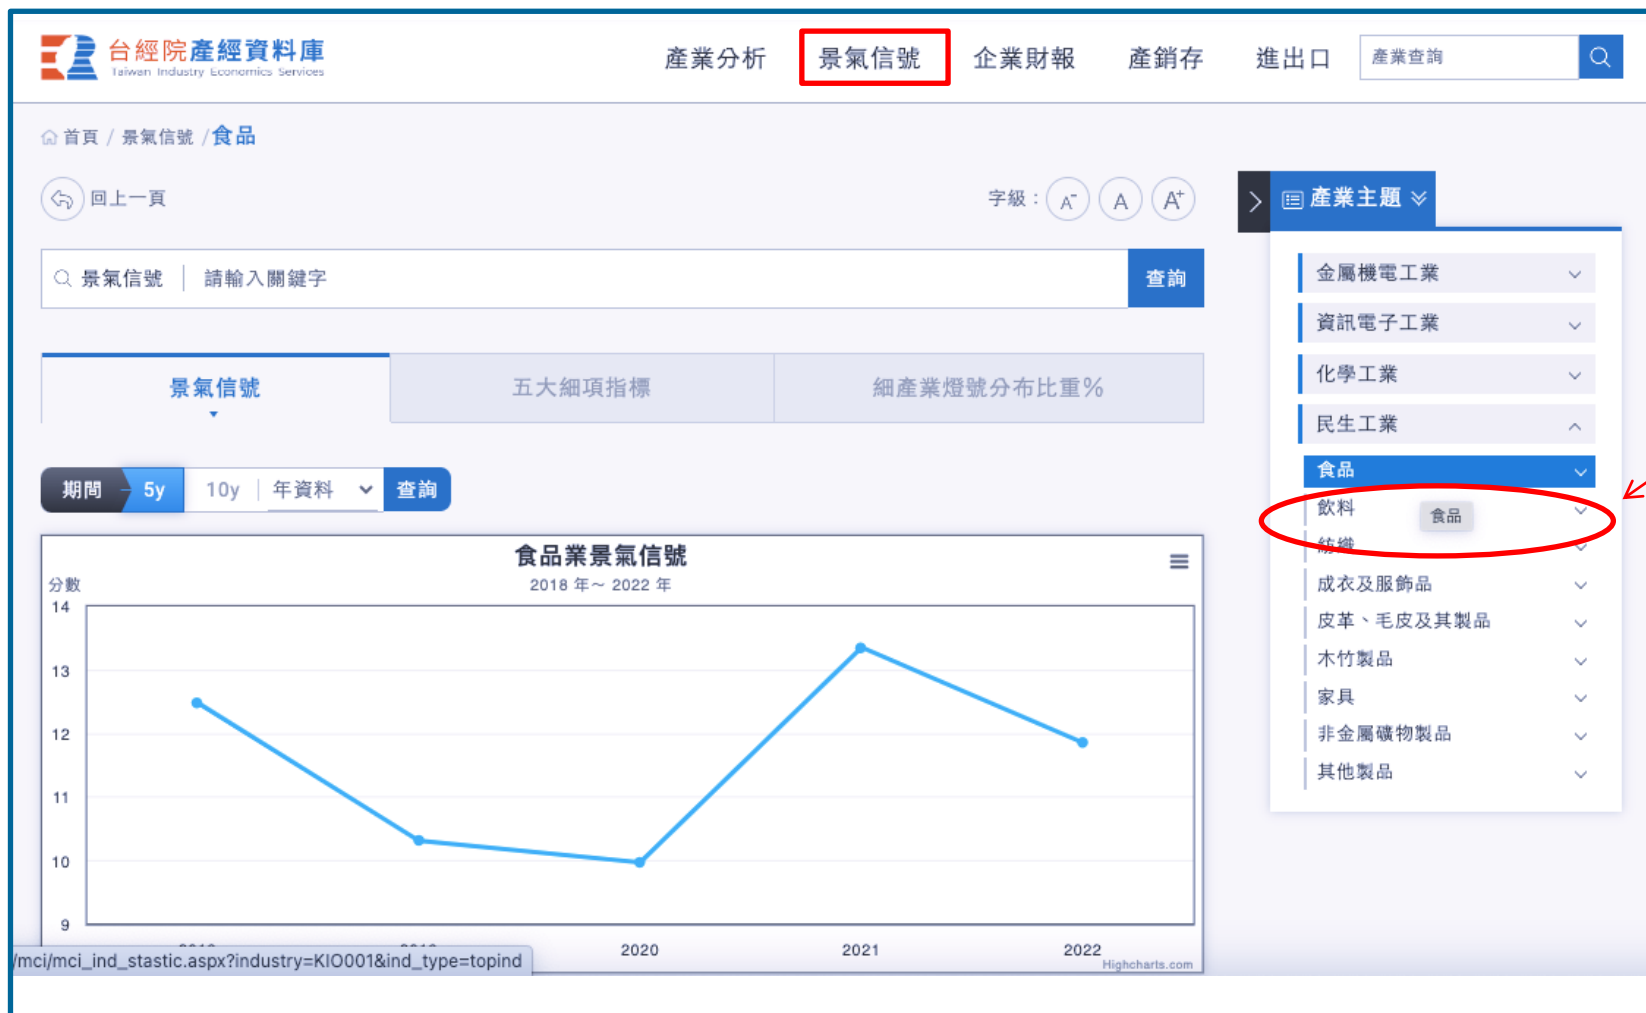 台經院產經資料庫
Taiwan Industry Economics Services
產業分析 景氣信號 企業財報 產銷存 進出口 產業查詢
首頁 / 景氣信號 / 食品
回上一頁
字級： A- A A+
景氣信號 請輸入關鍵字 查詢
景氣信號 五大細項指標 細產業燈號分布比重%
期間 5y 10y 年資料 查詢
食品業景氣信號
2018 年～ 2022 年
分數
14
13
12
11
10
9
2020 2021 2022
Highcharts.com
/mci/mci_ind_stastic.aspx?industry=KIO001&ind_type=topind
產業主題
金屬機電工業
資訊電子工業
化學工業
民生工業
食品
飲料
食品
紡織
成衣及服飾品
皮革、毛皮及其製品
木竹製品
家具
非金屬礦物製品
其他製品